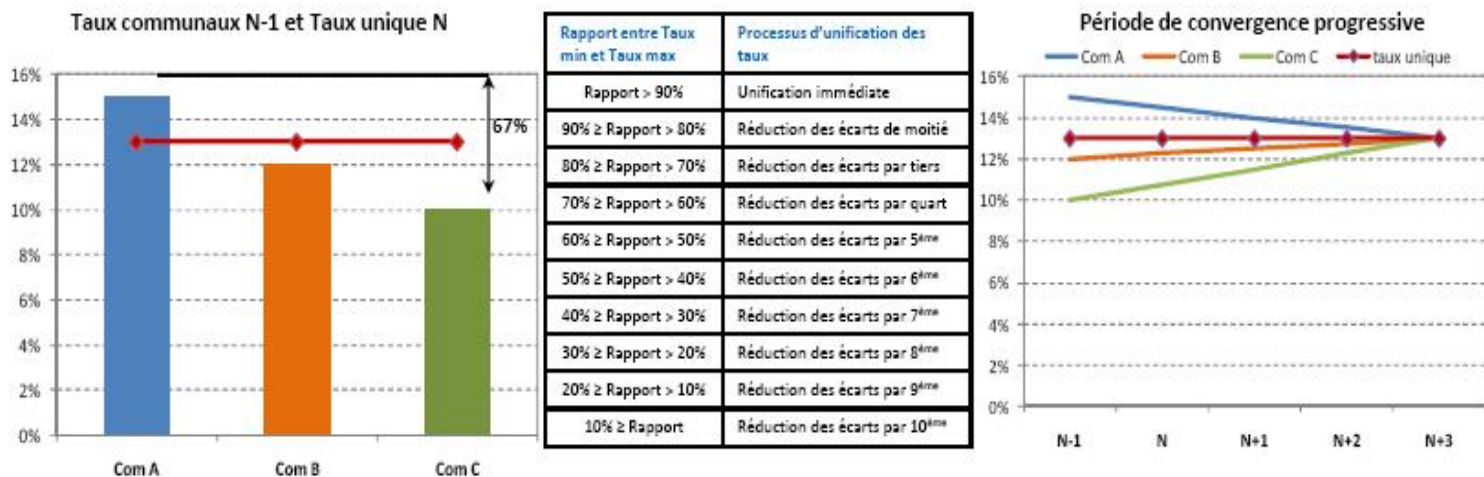 Taux communaux N-1 et Taux unique N
16%
14%
12%
10%
8%
6%
4%
2%
0%
67%
Com A Com B Com C
Rapport entre Taux min et Taux max Processus d'unification des taux
Rapport > 90% Unification immédiate
90% ≥ Rapport > 80% Réduction des écarts de moitié
80% ≥ Rapport > 70% Réduction des écarts par tiers
70% ≥ Rapport > 60% Réduction des écarts par quart
60% ≥ Rapport > 50% Réduction des écarts par 5ème
50% ≥ Rapport > 40% Réduction des écarts par 6ème
40% ≥ Rapport > 30% Réduction des écarts par 7ème
30% ≥ Rapport > 20% Réduction des écarts par 8ème
20% ≥ Rapport > 10% Réduction des écarts par 9ème
10% ≥ Rapport Réduction des écarts par 10ème
Période de convergence progressive
Com A Com B Com C taux unique
16%
14%
12%
10%
8%
6%
4%
2%
0%
N-1 N N+1 N+2 N+3